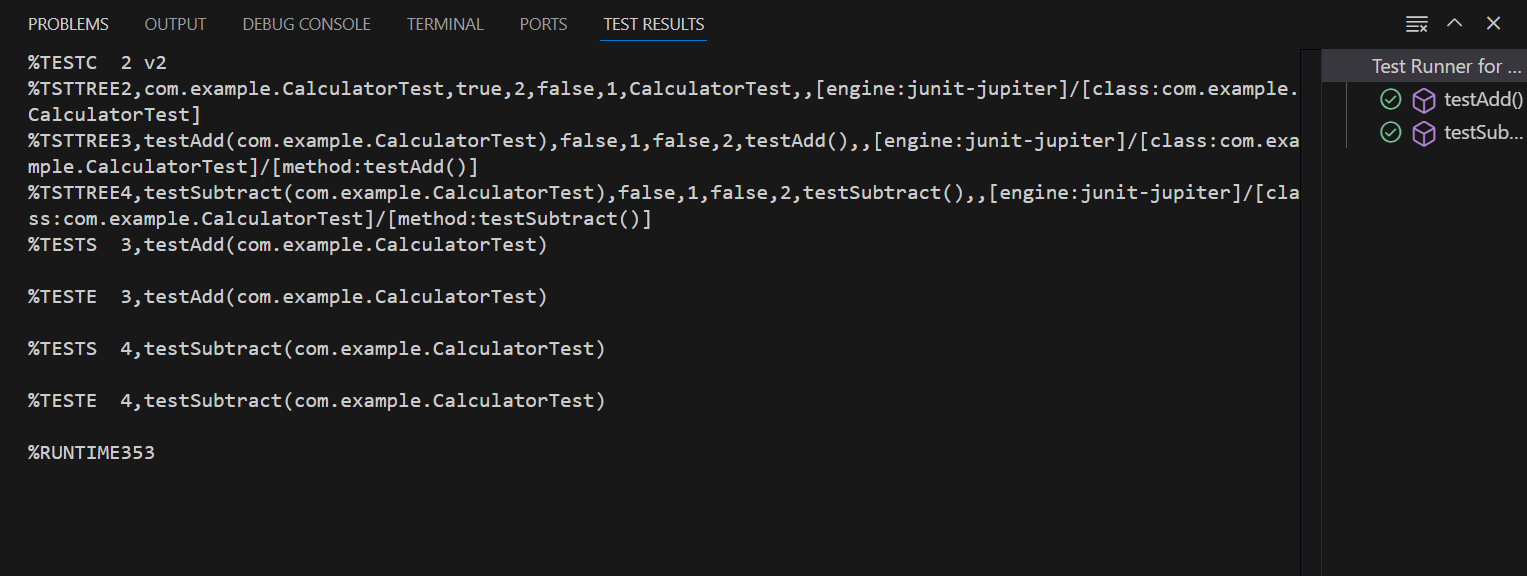 PROBLEMS OUTPUT DEBUG CONSOLE TERMINAL PORTS TEST RESULTS
%TESTC  2 v2
%TSTTREE2,com.example.CalculatorTest,true,2,false,1,CalculatorTest,,[engine:junit-jupiter]/[class:com.example.
CalculatorTest]
%TSTTREE3,testAdd(com.example.CalculatorTest),false,1,false,2,testAdd(),,[engine:junit-jupiter]/[class:com.exa
mple.CalculatorTest]/[method:testAdd()]
%TSTTREE4,testSubtract(com.example.CalculatorTest),false,1,false,2,testSubtract(),,[engine:junit-jupiter]/[cla
ss:com.example.CalculatorTest]/[method:testSubtract()]
%TESTS  3,testAdd(com.example.CalculatorTest)
%TESTE  3,testAdd(com.example.CalculatorTest)
%TESTS  4,testSubtract(com.example.CalculatorTest)
%TESTE  4,testSubtract(com.example.CalculatorTest)
%RUNTIME353
Test Runner for ...
testAdd()
testSub...